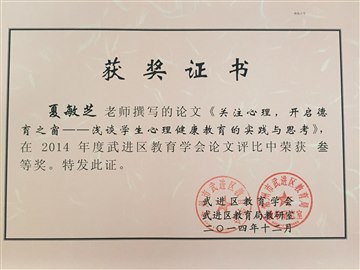 获奖证书
夏敏芝 老师撰写的论文《关注心理，开启德
育之窗——浅谈学生心理健康教育的实践与思考》，
在 2014 年度武进区教育学会论文评比中荣获 叁
等奖。特发此证。
武进区教育学会
武进区教育局教研室
二〇一四年十二月